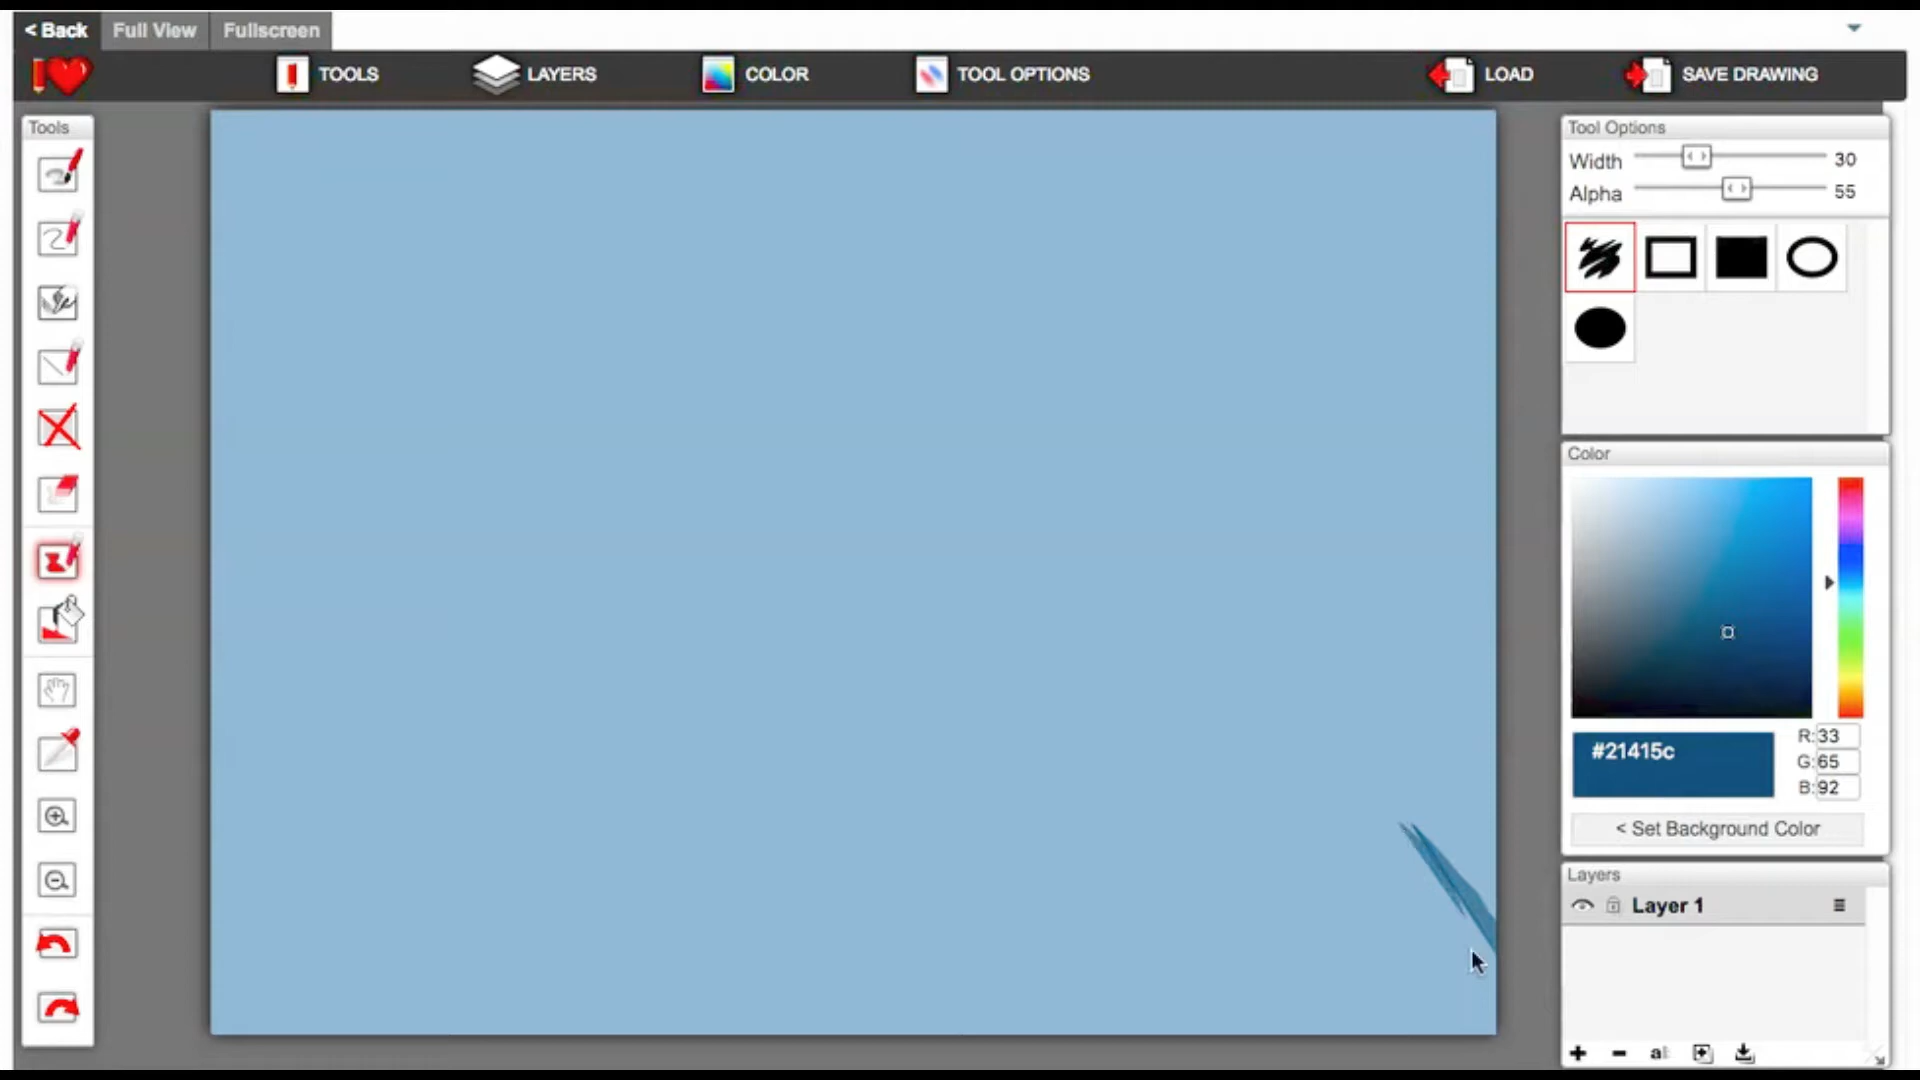 < Back Full View Fullscreen
TOOLS LAYERS COLOR TOOL OPTIONS LOAD SAVE DRAWING
Tools
Tool Options
Width 30
Alpha 55
Color
#21415c
R:33
G:65
B:92
< Set Background Color
Layers
Layer 1